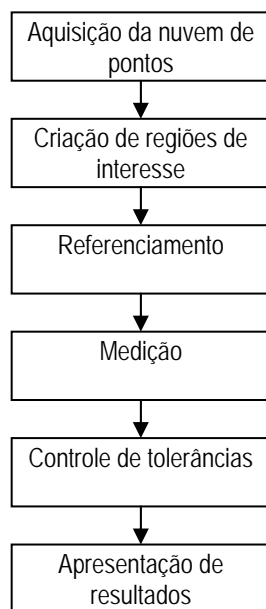 Aquisição da nuvem de
pontos
Criação de regiões de
interesse
Referenciamento
Medição
Controle de tolerâncias
Apresentação de
resultados